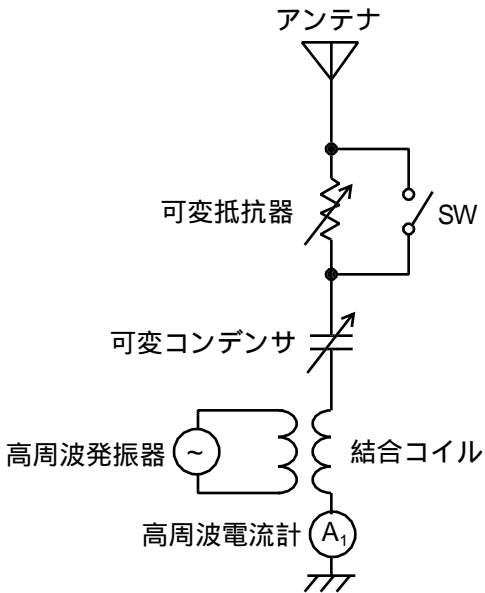 アンテナ
可変抵抗器
SW
可変コンデンサ
高周波発振器
~
結合コイル
高周波電流計
A₁